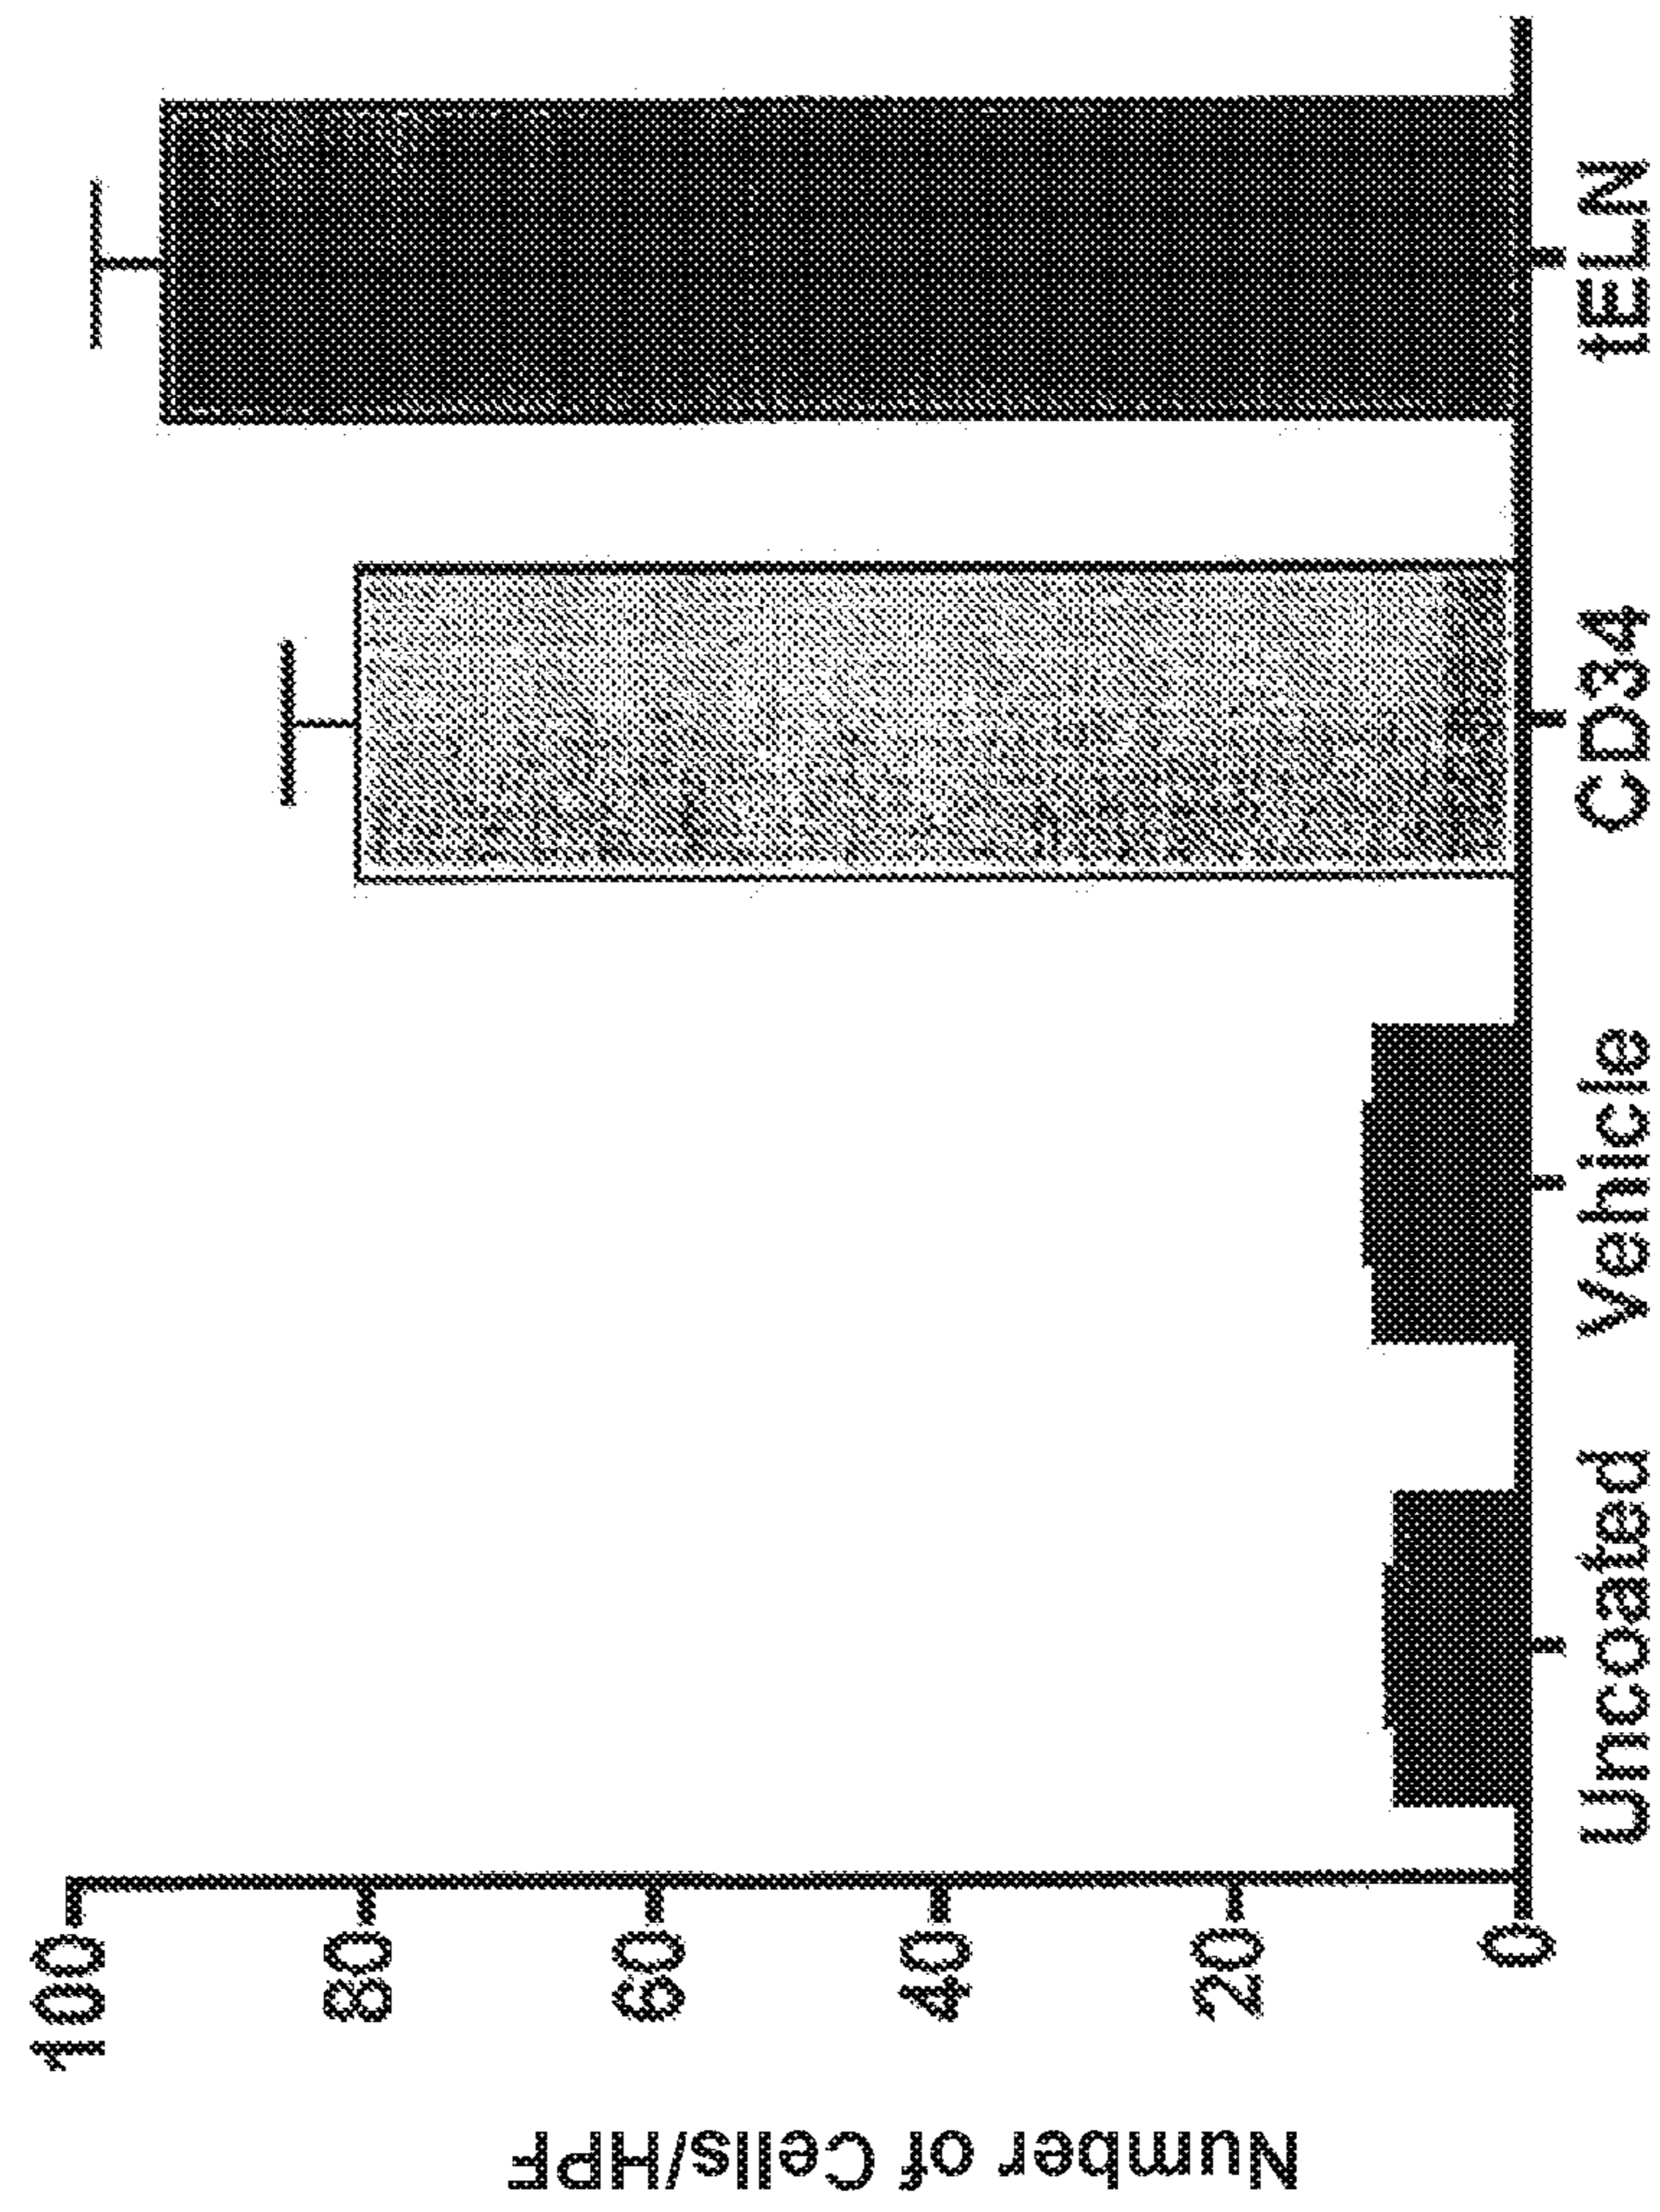 Number of Cells/HPF
100
80
60
40
20
0
Uncoated
Vehicle
CD34
tELN